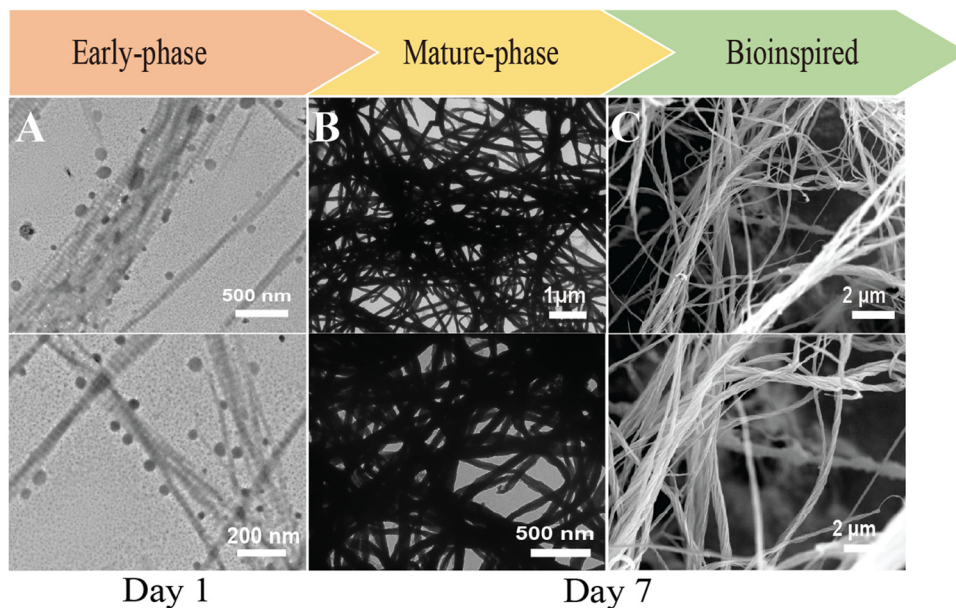 Early-phase
Mature-phase
Bioinspired
A
B
C
500 nm
1μm
2 μm
200 nm
500 nm
2 μm
Day 1
Day 7